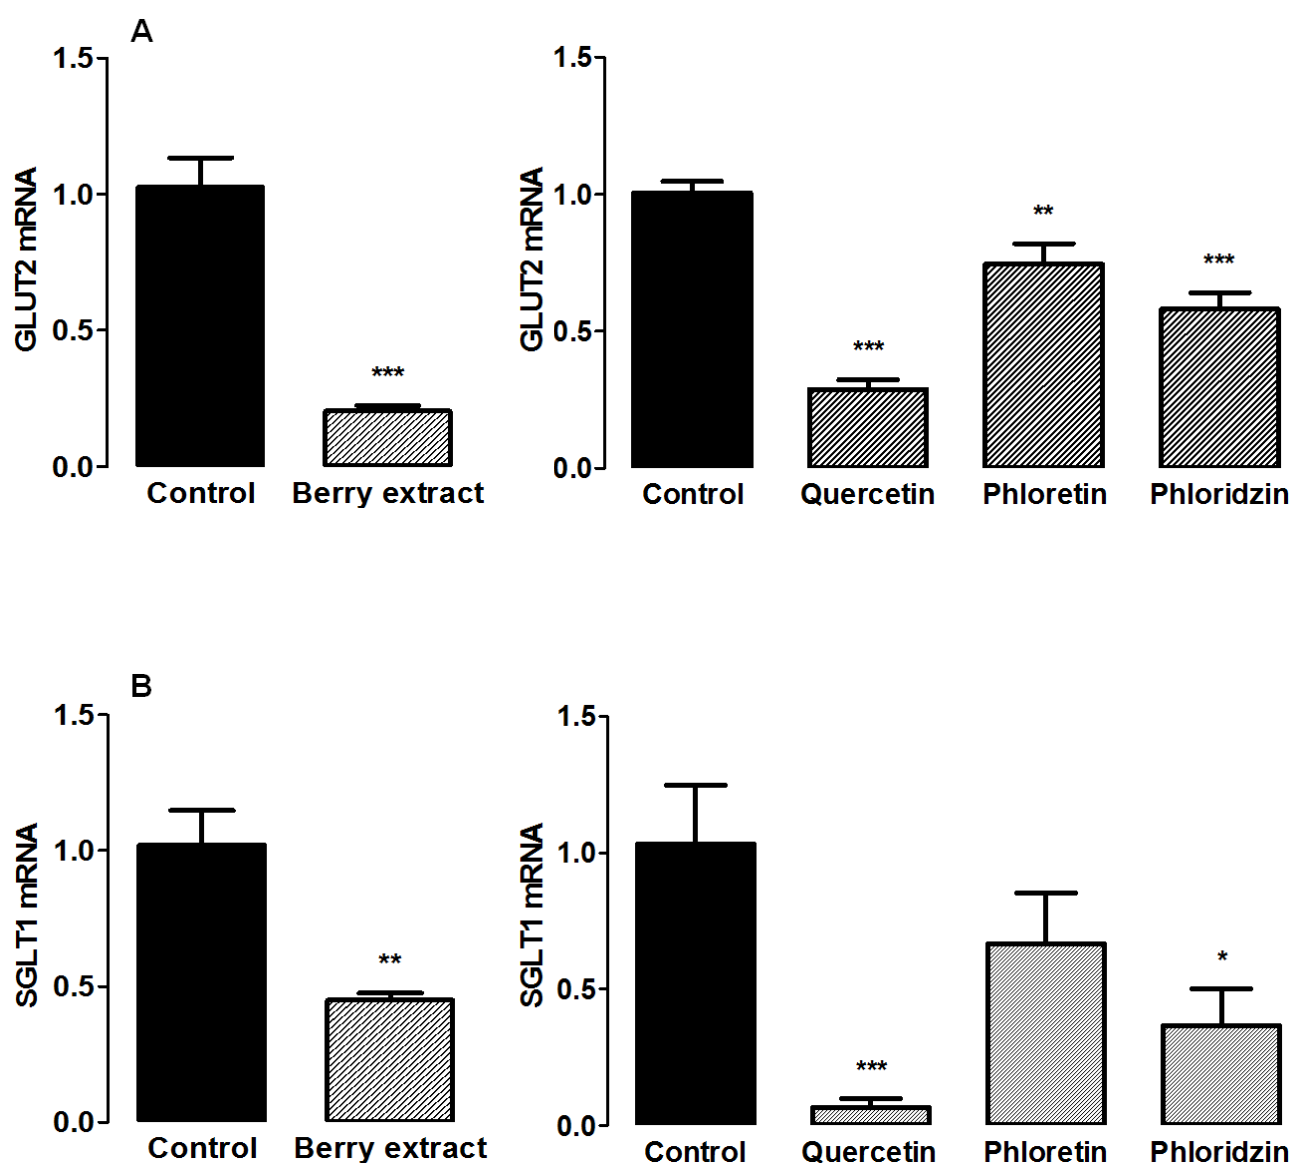 A
GLUT2 mRNA
1.5
1.0
0.5
0.0
***
Control Berry extract
GLUT2 mRNA
1.5
1.0
0.5
0.0
***
**
***
Control Quercetin Phloretin Phloridzin
B
SGLT1 mRNA
1.5
1.0
0.5
0.0
**
Control Berry extract
SGLT1 mRNA
1.5
1.0
0.5
0.0
***
*
Control Quercetin Phloretin Phloridzin